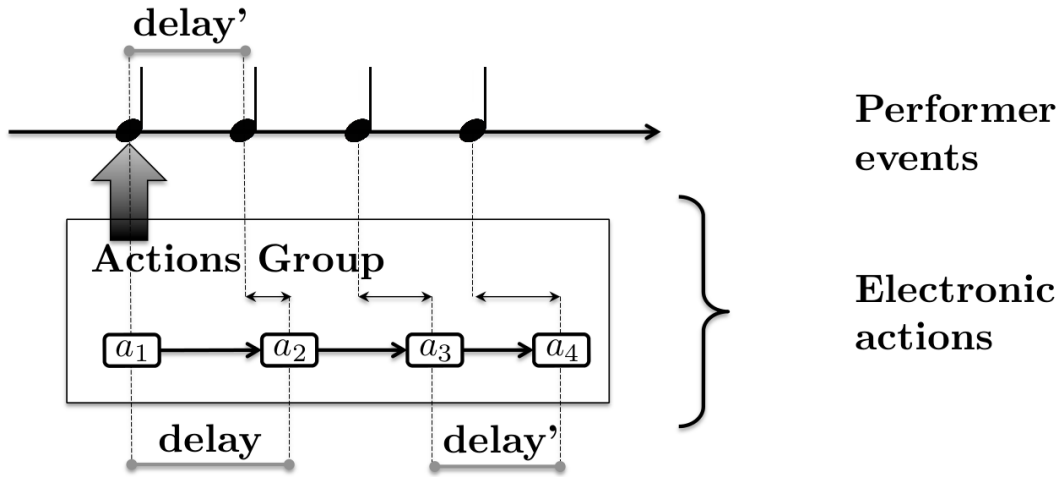 delay’
Performer
events
Actions Group
Electronic
actions
a1 a2 a3 a4
delay delay’